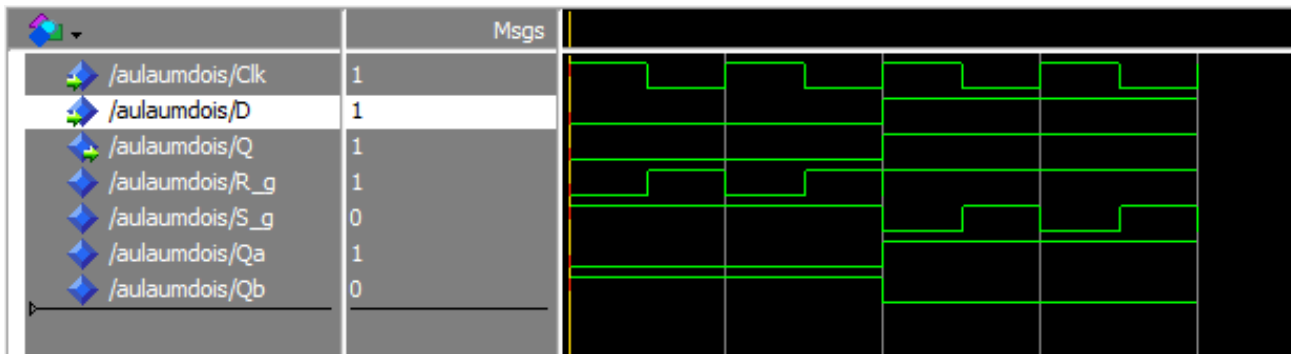 Msgs
/aulaumdois/Clk 1
/aulaumdois/D 1
/aulaumdois/Q 1
/aulaumdois/R_g 1
/aulaumdois/S_g 0
/aulaumdois/Qa 1
/aulaumdois/Qb 0